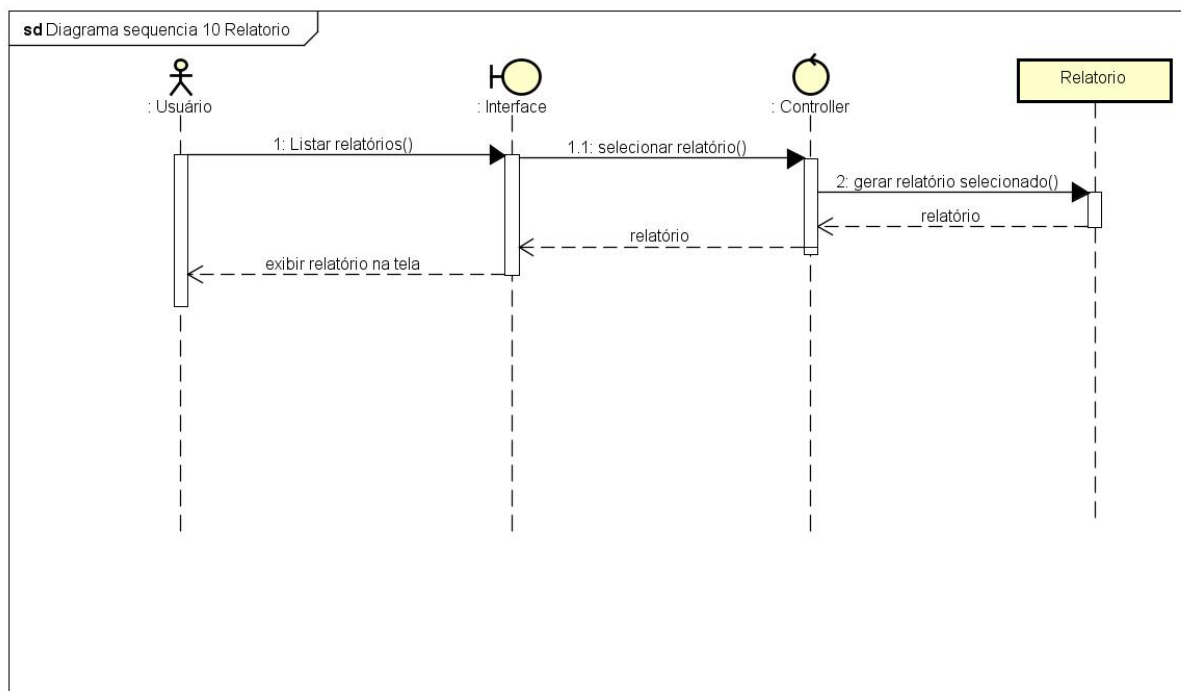 sd Diagrama sequencia 10 Relatorio
: Usuário
: Interface
: Controller
Relatorio
1: Listar relatórios()
1.1: selecionar relatório()
2: gerar relatório selecionado()
relatório
relatório
exibir relatório na tela